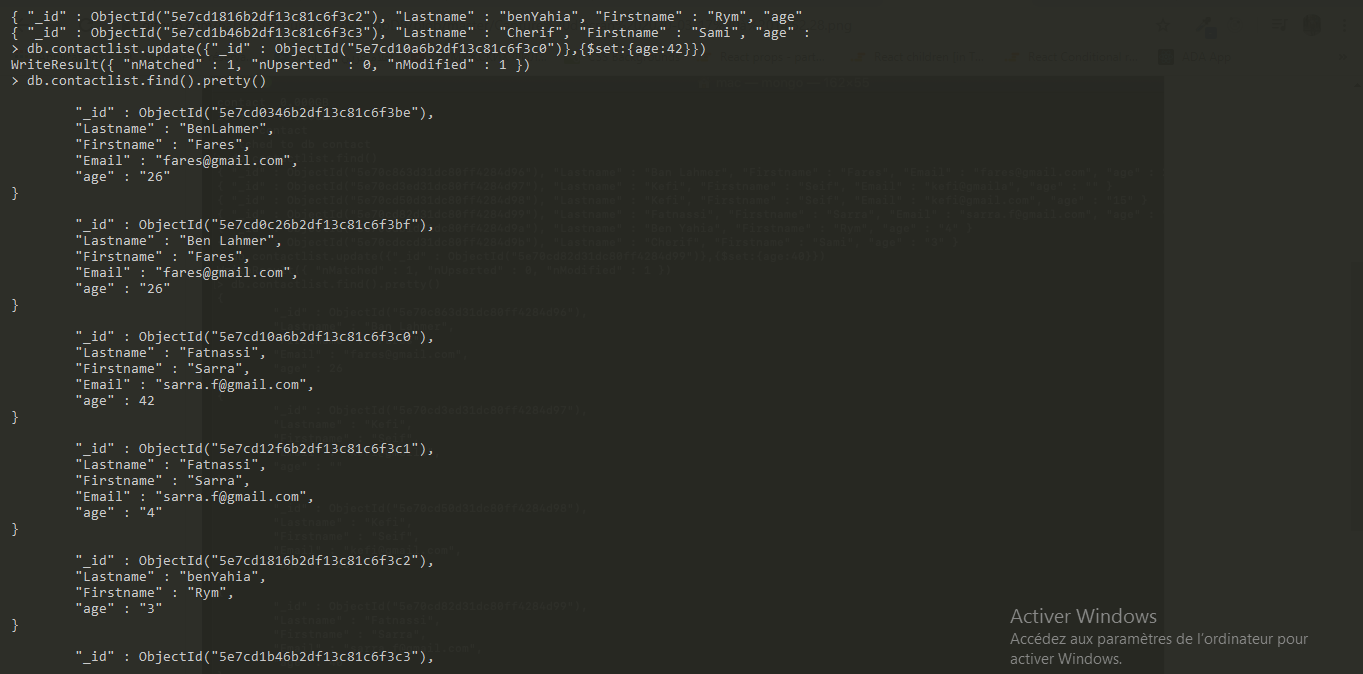 { "_id" : ObjectId("5e7cd1816b2df13c81c6f3c2"), "Lastname" : "benYahia", "Firstname" : "Rym", "age"
{ "_id" : ObjectId("5e7cd1b46b2df13c81c6f3c3"), "Lastname" : "Cherif", "Firstname" : "Sami", "age" :
> db.contactlist.update({"_id" : ObjectId("5e7cd10a6b2df13c81c6f3c0")},{$set:{age:42}})
WriteResult({ "nMatched" : 1, "nUpserted" : 0, "nModified" : 1 })
> db.contactlist.find().pretty()
"_id" : ObjectId("5e7cd0346b2df13c81c6f3be"),
"Lastname" : "BenLahmer",
"Firstname" : "Fares",
"Email" : "fares@gmail.com",
"age" : "26"
}
"_id" : ObjectId("5e7cd0c26b2df13c81c6f3bf"),
"Lastname" : "Ben Lahmer",
"Firstname" : "Fares",
"Email" : "fares@gmail.com",
"age" : "26"
}
"_id" : ObjectId("5e7cd10a6b2df13c81c6f3c0"),
"Lastname" : "Fatnassi",
"Firstname" : "Sarra",
"Email" : "sarra.f@gmail.com",
"age" : 42
}
"_id" : ObjectId("5e7cd12f6b2df13c81c6f3c1"),
"Lastname" : "Fatnassi",
"Firstname" : "Sarra",
"Email" : "sarra.f@gmail.com",
"age" : "4"
}
"_id" : ObjectId("5e7cd1816b2df13c81c6f3c2"),
"Lastname" : "benYahia",
"Firstname" : "Rym",
"age" : "3"
}
"_id" : ObjectId("5e7cd1b46b2df13c81c6f3c3"),
Activer Windows
Accédez aux paramètres de l'ordinateur pour
activer Windows.